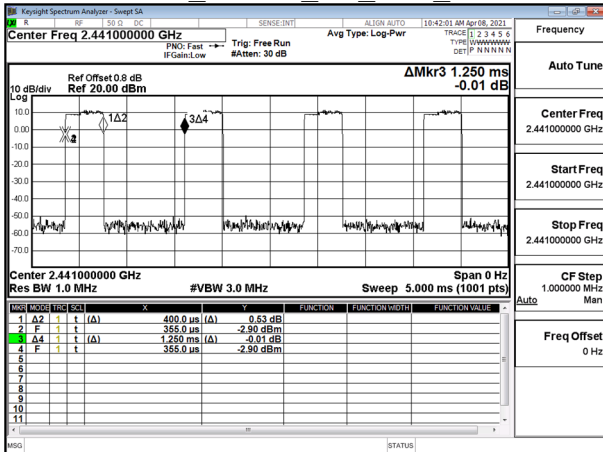 Keysight Spectrum Analyzer - Swept SA
R RF 50 Ω DC SENSE:INT ALIGN AUTO 10:42:01 AM Apr 08, 2021
Center Freq 2.441000000 GHz
PNO: Fast
IFGain:Low
Trig: Free Run
#Atten: 30 dB
Avg Type: Log-Pwr
TRACE 1 2 3 4 5 6
TYPE
DET P N N N N N
Ref Offset 0.8 dB
Ref 20.00 dBm
10 dB/div
Log
ΔMkr3 1.250 ms
-0.01 dB
10.0
0.00
-10.0
-20.0
-30.0
-40.0
-50.0
-60.0
-70.0
1Δ2
3Δ4
Center 2.441000000 GHz Span 0 Hz
Res BW 1.0 MHz #VBW 3.0 MHz Sweep 5.000 ms (1001 pts)
MKR MODE TRC SCL X Y FUNCTION FUNCTION WIDTH FUNCTION VALUE
1 Δ2 1 t (Δ) 400.0 µs (Δ) 0.53 dB
2 F 1 t 355.0 µs -2.90 dBm
3 Δ4 1 t (Δ) 1.250 ms (Δ) -0.01 dB
4 F 1 t 355.0 µs -2.90 dBm
5
6
7
8
9
10
11
MSG STATUS
Frequency
Auto Tune
Center Freq
2.441000000 GHz
Start Freq
2.441000000 GHz
Stop Freq
2.441000000 GHz
CF Step
1.000000 MHz
Auto Man
Freq Offset
0 Hz